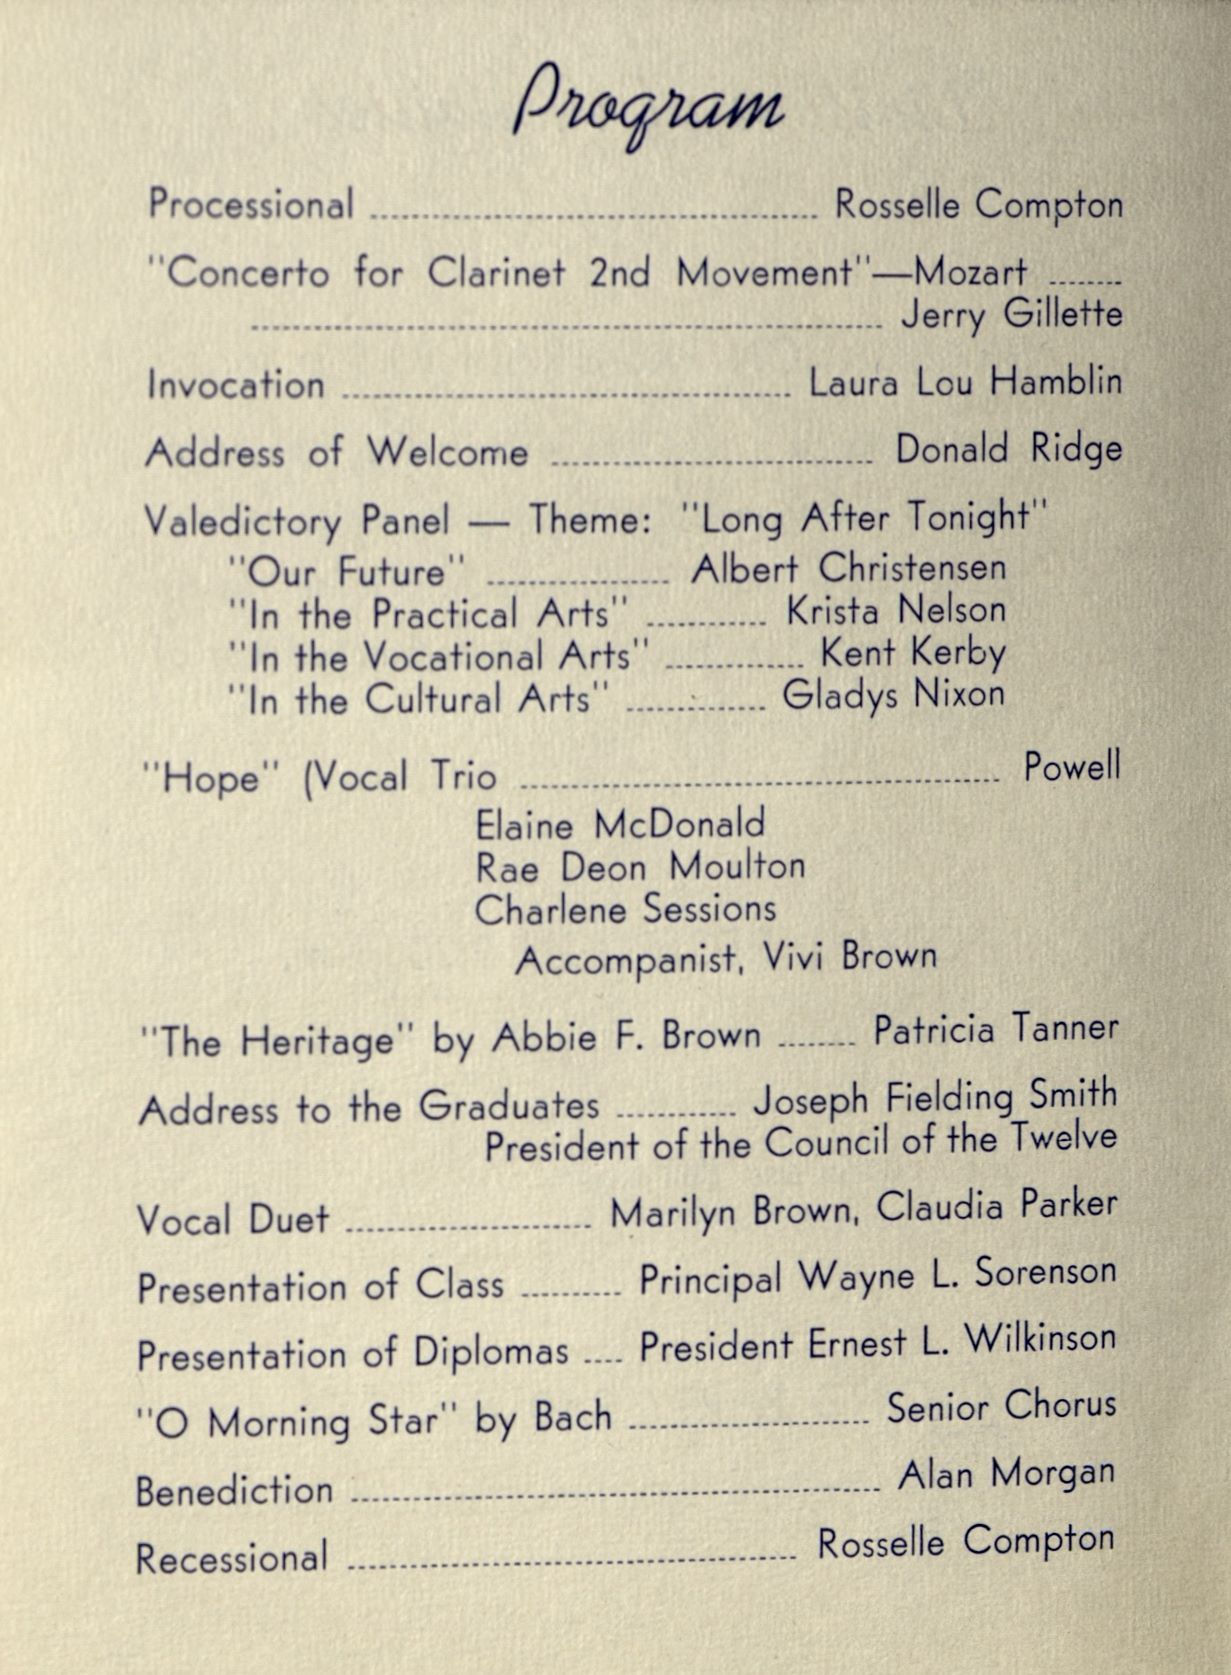 Program
Processional ........................................ Rosselle Compton
"Concerto for Clarinet 2nd Movement"—Mozart ........
........................................ Jerry Gillette
Invocation ........................................ Laura Lou Hamblin
Address of Welcome .............................. Donald Ridge
Valedictory Panel — Theme: "Long After Tonight"
"Our Future" .................. Albert Christensen
"In the Practical Arts" ............ Krista Nelson
"In the Vocational Arts" .............. Kent Kerby
"In the Cultural Arts" .............. Gladys Nixon
"Hope" (Vocal Trio ........................................ Powell
Elaine McDonald
Rae Deon Moulton
Charlene Sessions
Accompanist, Vivi Brown
"The Heritage" by Abbie F. Brown ........ Patricia Tanner
Address to the Graduates ............ Joseph Fielding Smith
President of the Council of the Twelve
Vocal Duet ........................ Marilyn Brown, Claudia Parker
Presentation of Class .......... Principal Wayne L. Sorenson
Presentation of Diplomas .... President Ernest L. Wilkinson
"O Morning Star" by Bach ........................ Senior Chorus
Benediction ........................................ Alan Morgan
Recessional ........................................ Rosselle Compton